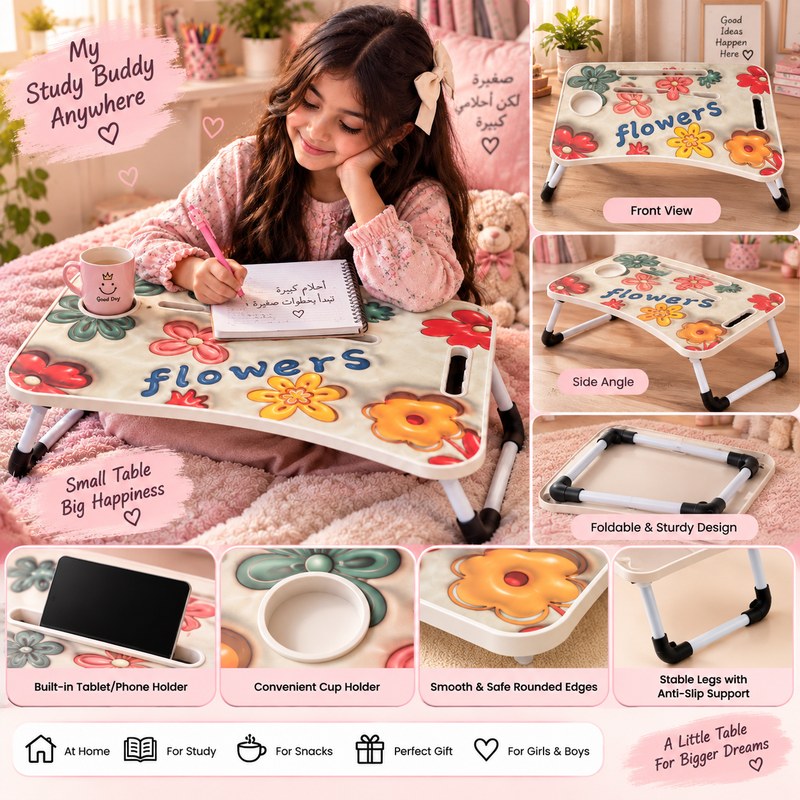 My
Study Buddy
Anywhere
صغيرة
لكن أحلامي
كبيرة
Good Day
أحلام كبيرة
تبدأ بخطوات صغيرة
flowers
Small Table
Big Happiness
Good
Ideas
Happen
Here
flowers
Front View
flowers
Side Angle
Foldable & Sturdy Design
Built-in Tablet/Phone Holder
Convenient Cup Holder
Smooth & Safe Rounded Edges
Stable Legs with
Anti-Slip Support
At Home
For Study
For Snacks
Perfect Gift
For Girls & Boys
A Little Table
For Bigger Dreams